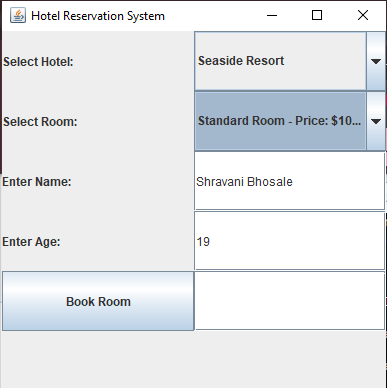 Hotel Reservation System
Select Hotel: Seaside Resort
Select Room: Standard Room - Price: $10...
Enter Name: Shravani Bhosale
Enter Age: 19
Book Room